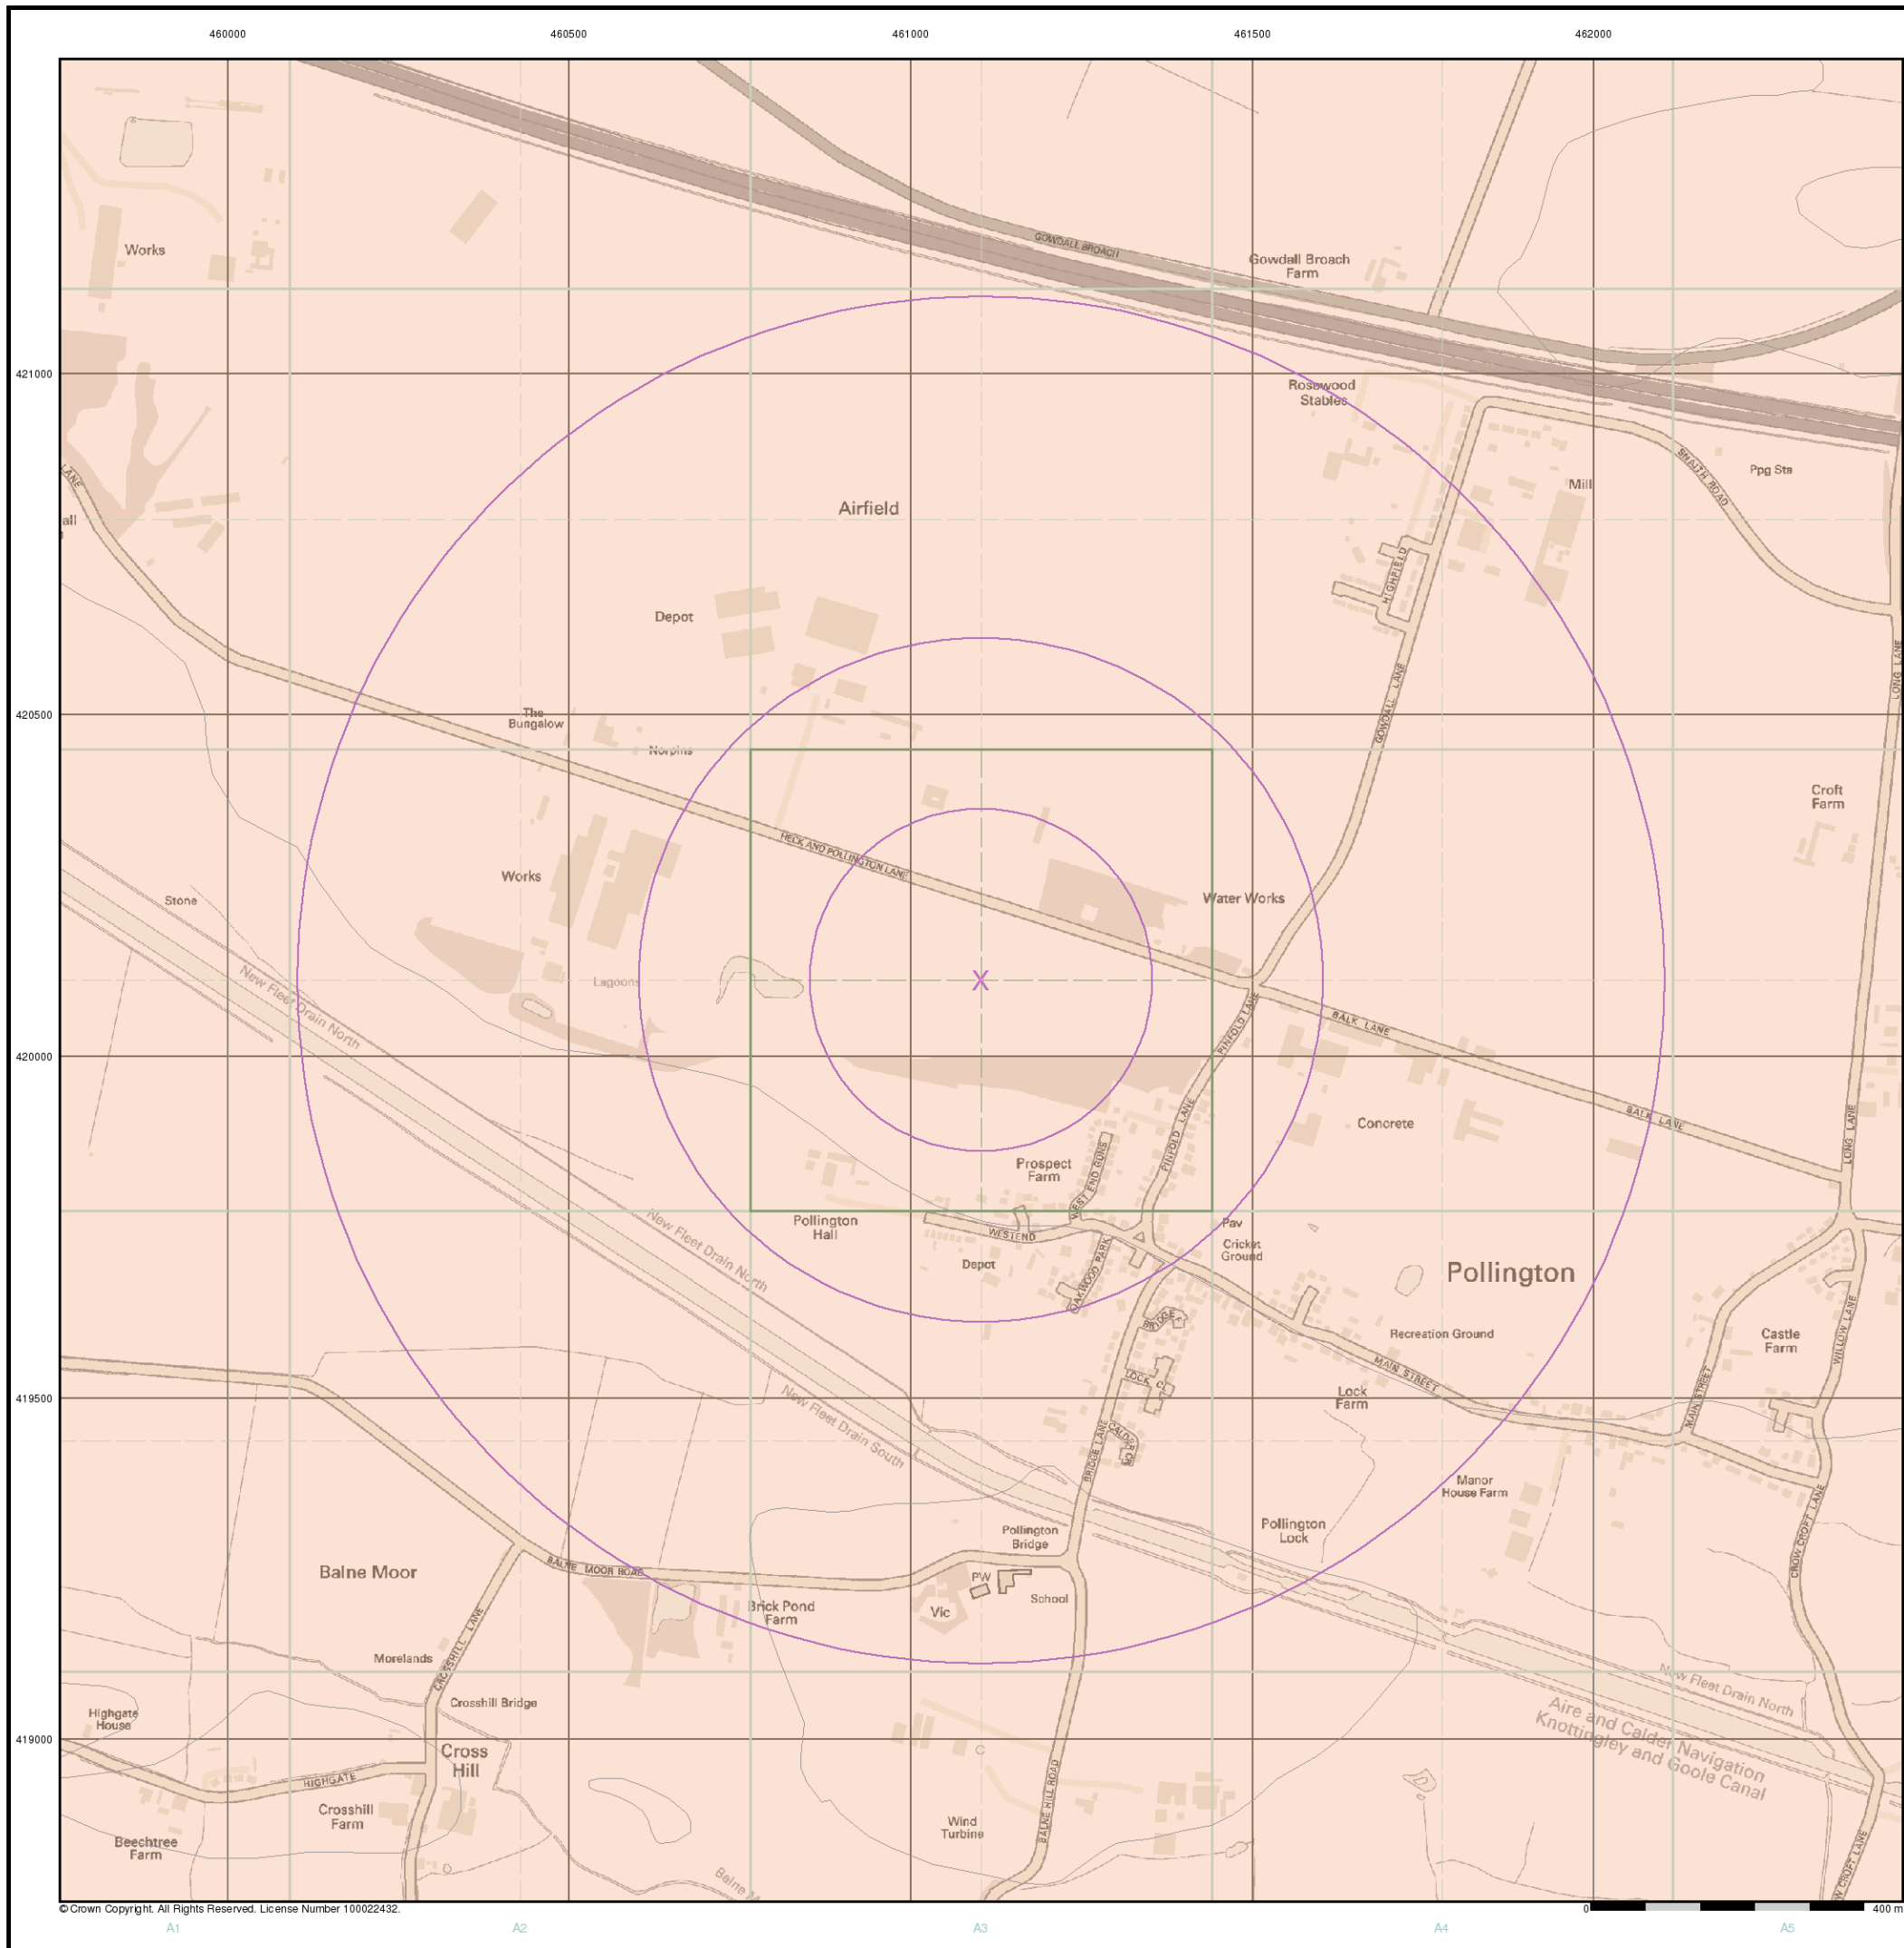 460000 460500 461000 461500 462000
421000
420500
420000
419500
419000
Works
GOWDALL BROACH
Gowdall Broach
Farm
Rosewood
Stables
LANE
all
Airfield
Mill
SNAITH ROAD
Ppg Sta
HIGHFIELD
Depot
GOWDALL LANE
LONG LANE
The
Bungalow
Norpins
Croft
Farm
HECK AND POLLINGTON LANE
Works
Stone
Water Works
Lagoons
X
New Fleet Drain North
PINFOLD LANE
BALK LANE
BALK LANE
Concrete
PINFOLD LANE
LONG LANE
Prospect
Farm
WEST END GDNS
Pollington
Hall
WESTEND
Pav
Cricket
Ground
New Fleet Drain North
Depot
OAKWOOD PARK
Pollington
BRIDGE
Recreation Ground
Castle
Farm
WILLOW LANE
MAIN STREET
LOCK CL
Lock
Farm
MAIN STREET
New Fleet Drain South
BRIDGE LANE
Manor
House Farm
Pollington
Lock
Pollington
Bridge
CROW CROFT LANE
Balne Moor
BALNE MOOR ROAD
PW
School
Vic
Brick Pond
Farm
CROSSHILL LANE
Morelands
Crosshill Bridge
Highgate
House
New Fleet Drain North
Aire and Calder Navigation
Knottingley and Goole Canal
Cross
Hill
HIGHGATE
Crosshill
Farm
Beechtree
Farm
Wind
Turbine
BALNE HILL ROAD
W CROFT LANE
Balne M
© Crown Copyright. All Rights Reserved. License Number 100022432.
0 400 m
A1 A2 A3 A4 A5